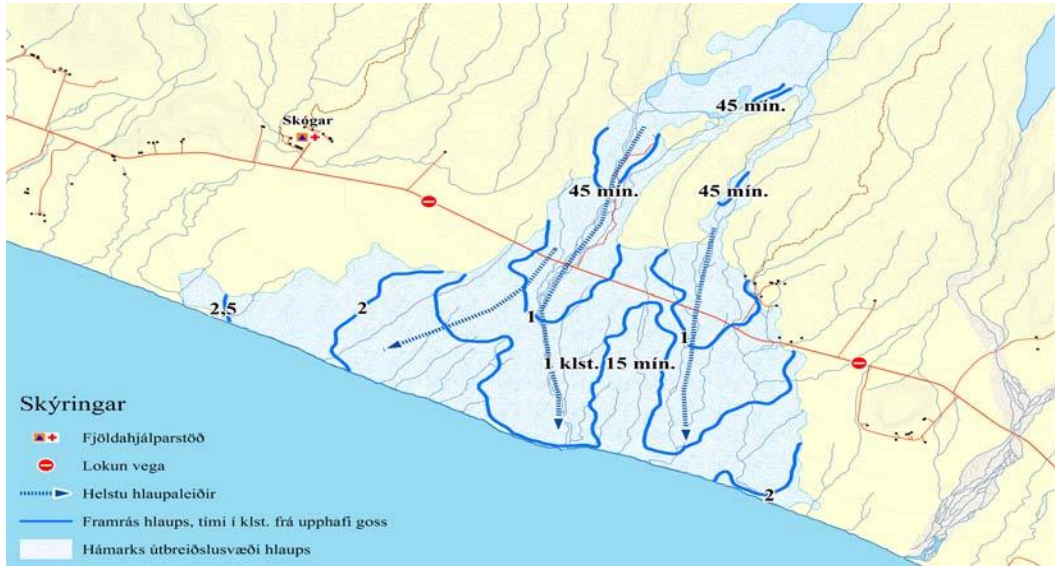 45 mín.
Skógar
45 mín.
45 mín.
2,5
2
1
1
1 klst. 15 mín.
2
Skýringar
Fjöldahjálparstöð
Lokun vega
Helstu hlaupaleiðir
Framrás hlaups, tími í klst. frá upphafi goss
Hámarks útbreiðslusvæði hlaups